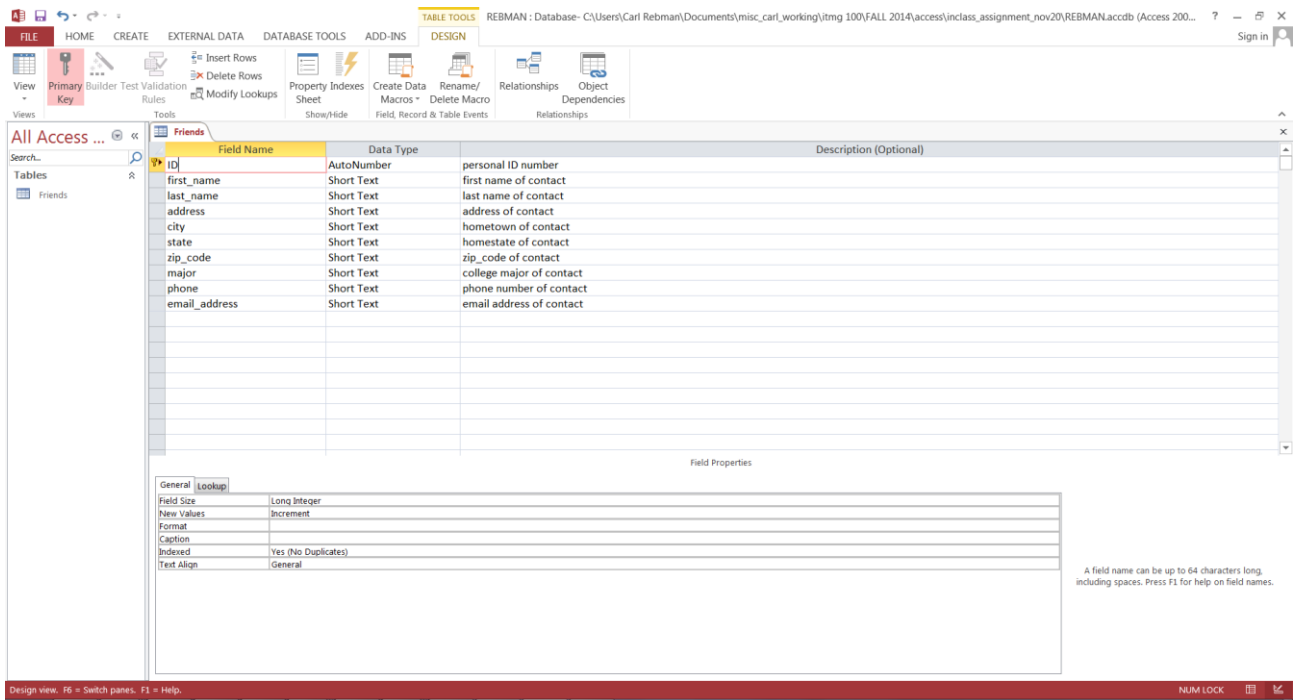 TABLE TOOLS REBMAN : Database- C:\Users\Carl Rebman\Documents\misc_carl_working\itmg 100\FALL 2014\access\inclass_assignment_nov20\REBMAN.accdb (Access 200... ?
FILE HOME CREATE EXTERNAL DATA DATABASE TOOLS ADD-INS DESIGN Sign in
View
Primary Key
Builder
Test Validation Rules
Insert Rows
Delete Rows
Modify Lookups
Property Sheet
Indexes
Create Data Macros
Rename/ Delete Macro
Relationships
Object Dependencies
Views Tools Show/Hide Field, Record & Table Events Relationships
All Access ... «
Search...
Tables
Friends
Friends
Field Name Data Type Description (Optional)
ID AutoNumber personal ID number
first_name Short Text first name of contact
last_name Short Text last name of contact
address Short Text address of contact
city Short Text hometown of contact
state Short Text homestate of contact
zip_code Short Text zip_code of contact
major Short Text college major of contact
phone Short Text phone number of contact
email_address Short Text email address of contact
Field Properties
General Lookup
Field Size Long Integer
New Values Increment
Format
Caption
Indexed Yes (No Duplicates)
Text Align General
A field name can be up to 64 characters long,
including spaces. Press F1 for help on field names.
Design view. F6 = Switch panes. F1 = Help. NUM LOCK